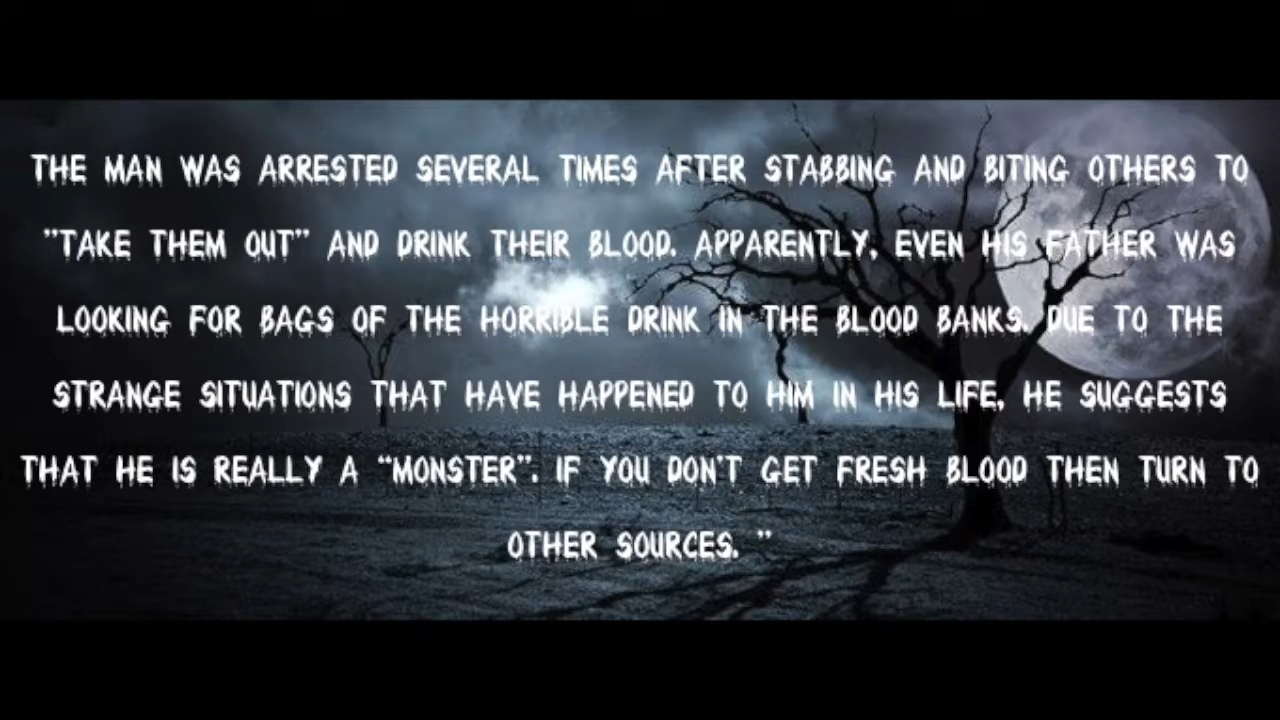 THE MAN WAS ARRESTED SEVERAL TIMES AFTER STABBING AND BITING OTHERS TO
"TAKE THEM OUT" AND DRINK THEIR BLOOD. APPARENTLY, EVEN HIS FATHER WAS
LOOKING FOR BAGS OF THE HORRIBLE DRINK IN THE BLOOD BANKS. DUE TO THE
STRANGE SITUATIONS THAT HAVE HAPPENED TO HIM IN HIS LIFE, HE SUGGESTS
THAT HE IS REALLY A "MONSTER". IF YOU DON'T GET FRESH BLOOD THEN TURN TO
OTHER SOURCES. "